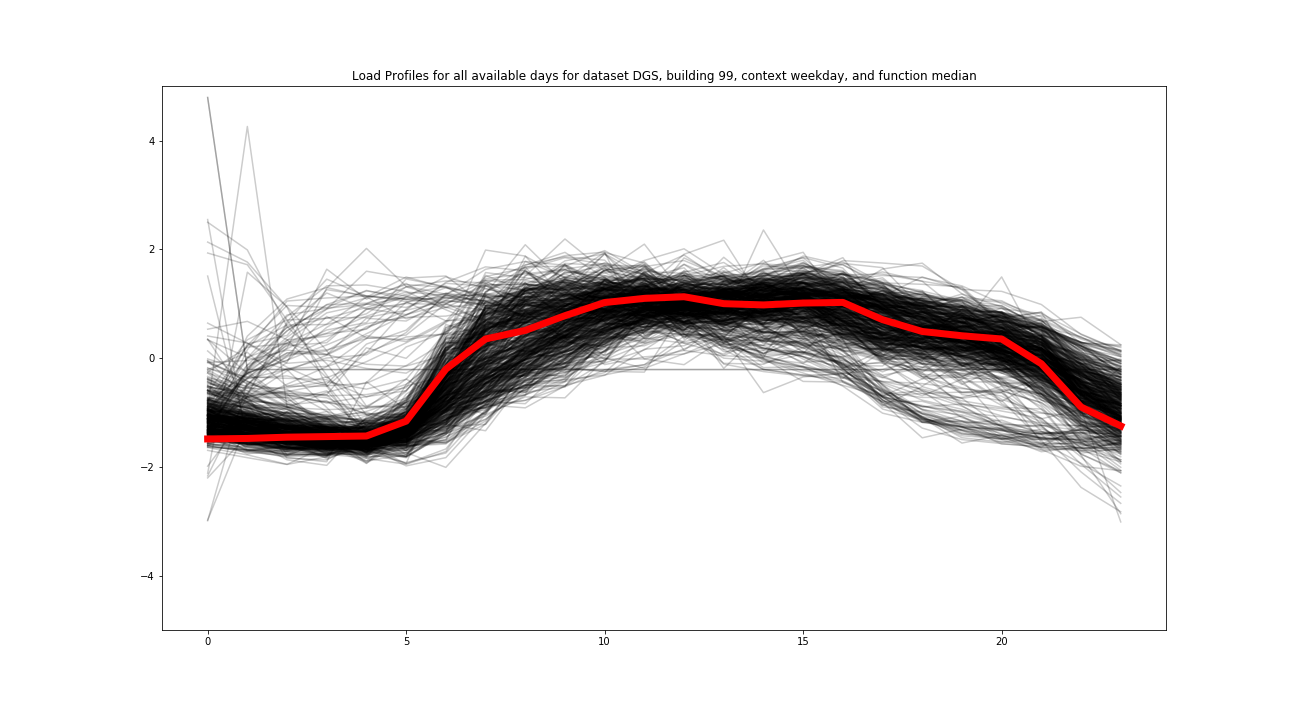 Load Profiles for all available days for dataset DGS, building 99, context weekday, and function median
4
2
0
−2
−4
0 5 10 15 20